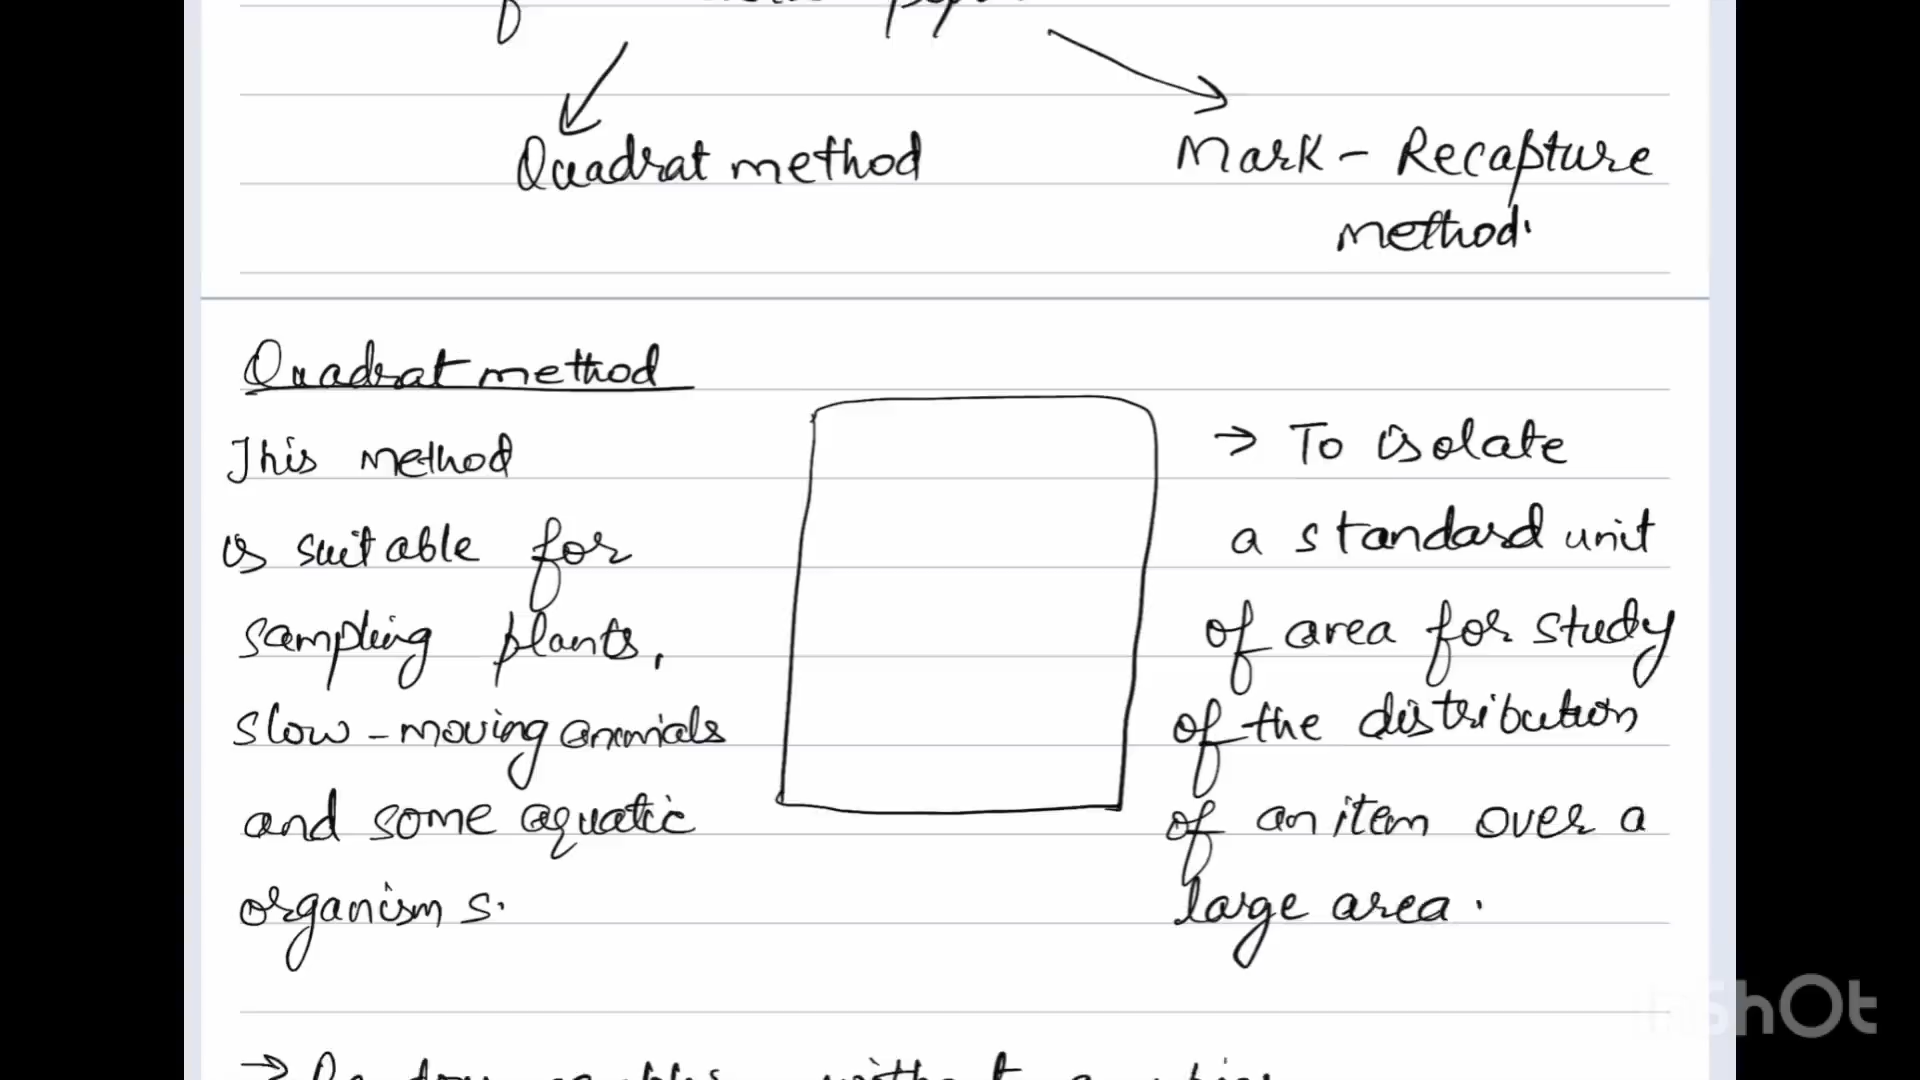 Quadrat method
Mark - Recapture
method.
Quadrat method
This method
is suitable for
sampling plants,
slow-moving animals
and some aquatic
organisms.
→ To isolate
a standard unit
of area for study
of the distribution
of an item over a
large area.
InShOt